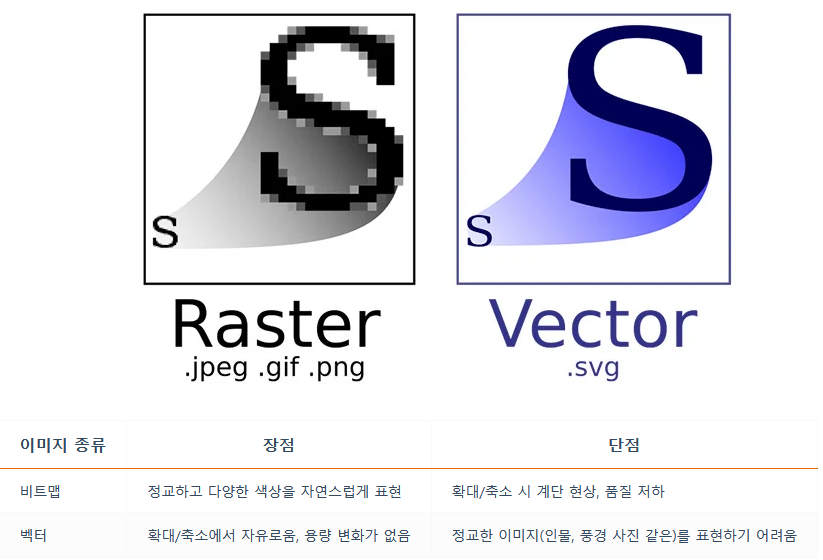 S S
S S
Raster Vector
.jpeg .gif .png .svg
이미지 종류 장점 단점
비트맵 정교하고 다양한 색상을 자연스럽게 표현 확대/축소 시 계단 현상, 품질 저하
벡터 확대/축소에서 자유로움, 용량 변화가 없음 정교한 이미지(인물, 풍경 사진 같은)를 표현하기 어려움